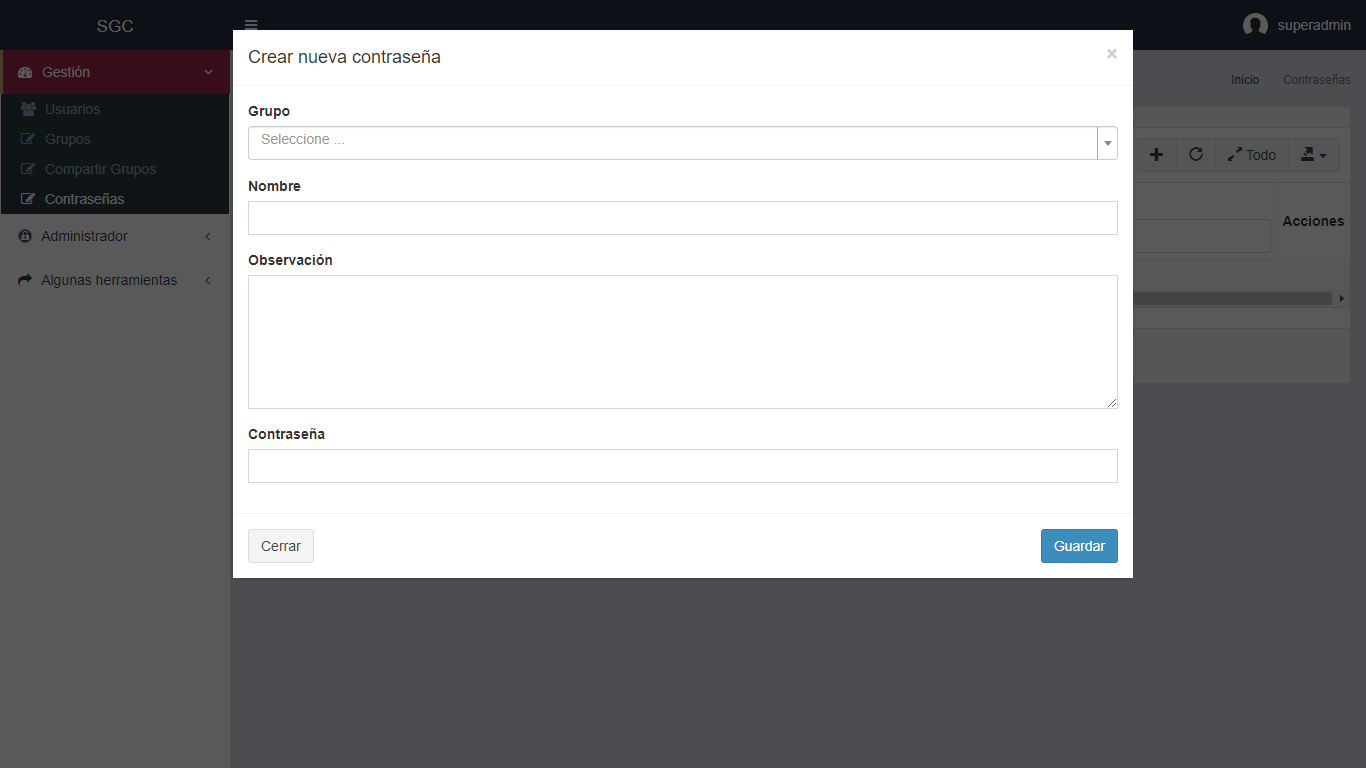 SGC
superadmin
Gestión
Usuarios
Grupos
Compartir Grupos
Contraseñas
Administrador
Algunas herramientas
Inicio
Contraseñas
Todo
Acciones
Crear nueva contraseña
×
Grupo
Seleccione ...
Nombre
Observación
Contraseña
Cerrar
Guardar